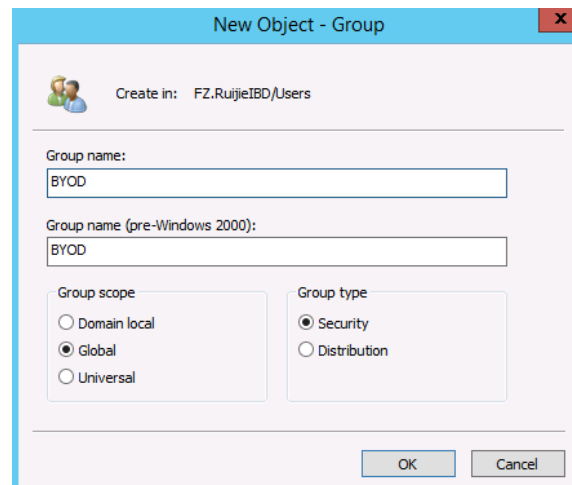 New Object - Group
x
Create in: FZ.RuijieIBD/Users
Group name:
BYOD
Group name (pre-Windows 2000):
BYOD
Group scope
Domain local
Global
Universal
Group type
Security
Distribution
OK
Cancel